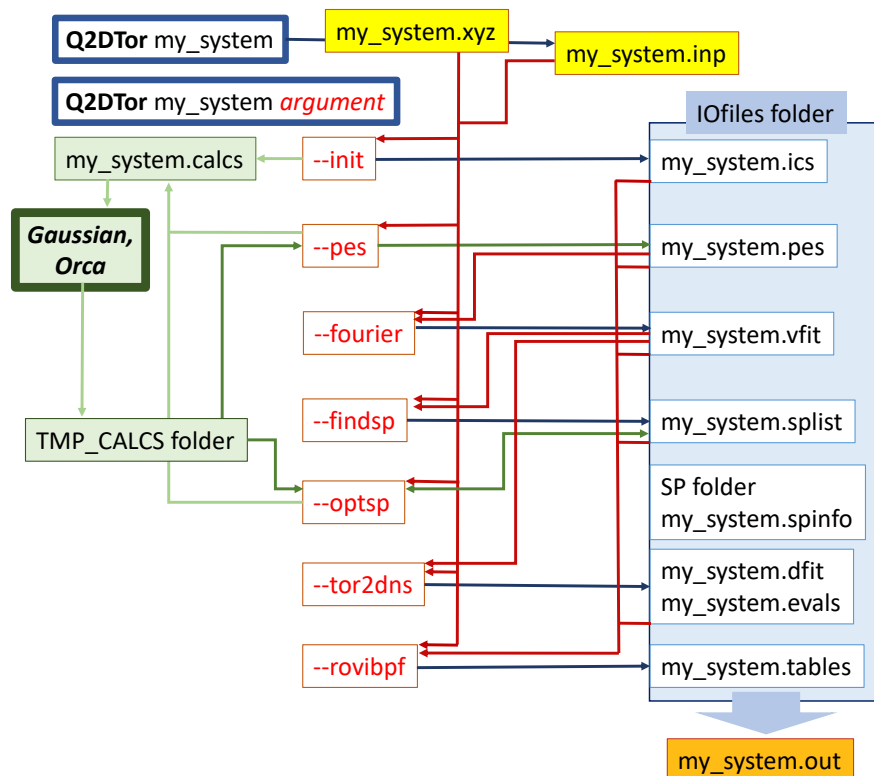 Q2DTor my_system
my_system.xyz
my_system.inp
Q2DTor my_system argument
IOfiles folder
my_system.calcs
--init
my_system.ics
Gaussian,
Orca
--pes
my_system.pes
--fourier
my_system.vfit
--findsp
my_system.splist
TMP_CALCS folder
--optsp
SP folder
my_system.spinfo
--tor2dns
my_system.dfit
my_system.evals
--rovibpf
my_system.tables
my_system.out